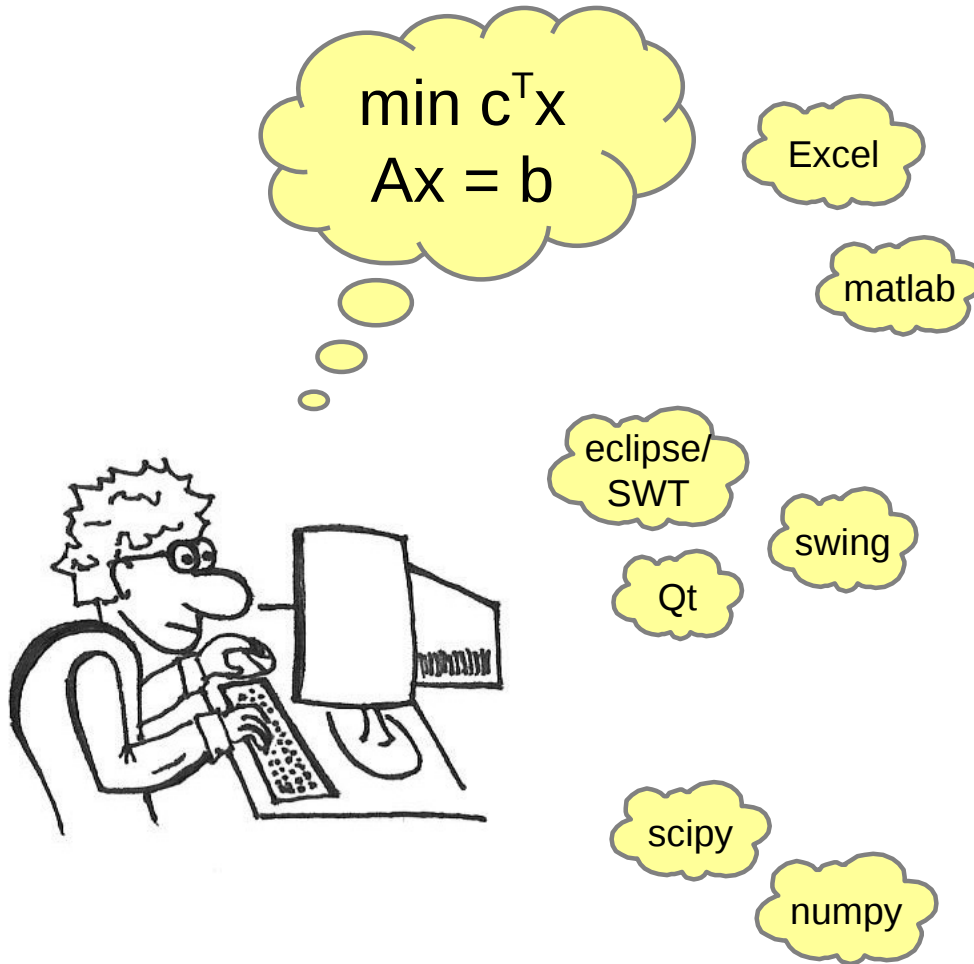 min cᵀx
Ax = b
Excel
matlab
eclipse/
SWT
swing
Qt
scipy
numpy